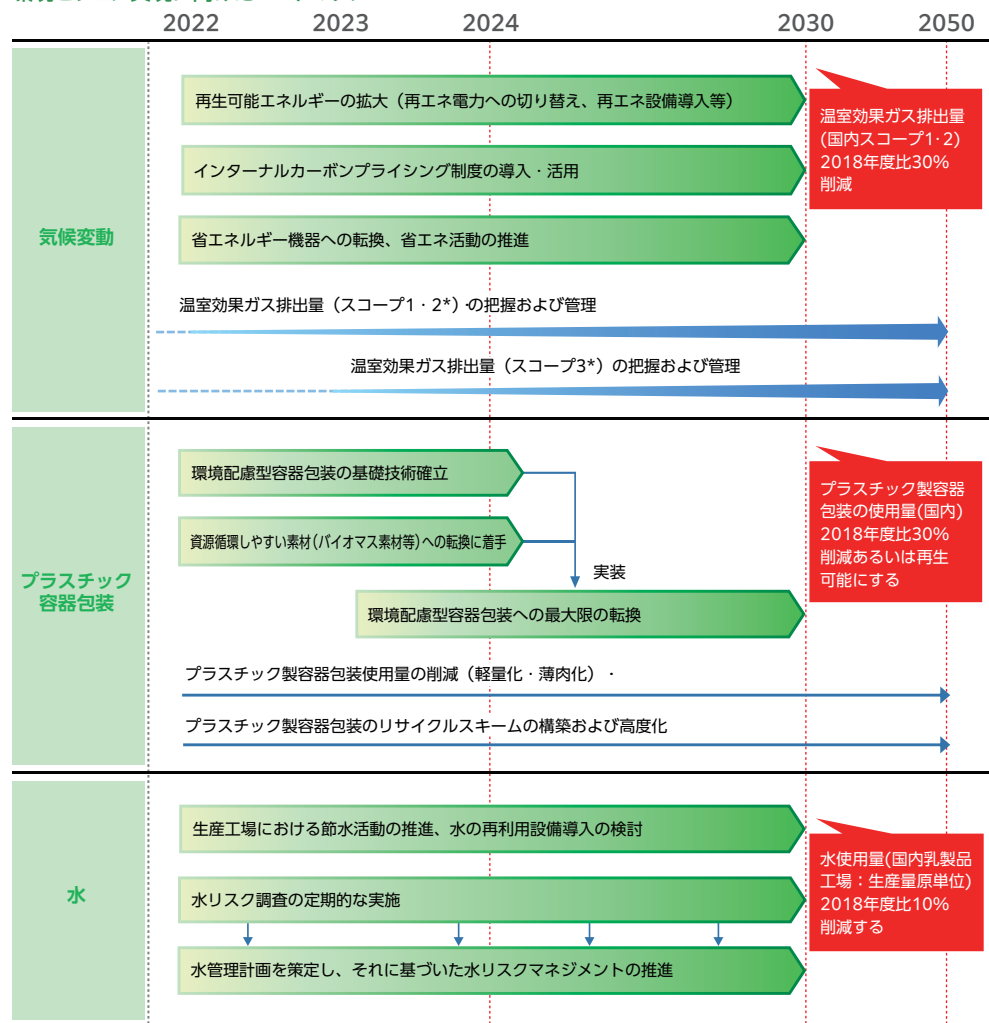 2022 2023 2024 2030 2050
気候変動
再生可能エネルギーの拡大（再エネ電力への切り替え、再エネ設備導入等）
インターナルカーボンプライシング制度の導入・活用
省エネルギー機器への転換、省エネ活動の推進
温室効果ガス排出量（スコープ1・2*）の把握および管理
温室効果ガス排出量（スコープ3*）の把握および管理
温室効果ガス排出量
(国内スコープ1・2)
2018年度比30%
削減
プラスチック
容器包装
環境配慮型容器包装の基礎技術確立
資源循環しやすい素材(バイオマス素材等)への転換に着手
実装
環境配慮型容器包装への最大限の転換
プラスチック製容器包装使用量の削減（軽量化・薄肉化）・
プラスチック製容器包装のリサイクルスキームの構築および高度化
プラスチック製容器
包装の使用量(国内)
2018年度比30%
削減あるいは再生
可能にする
水
生産工場における節水活動の推進、水の再利用設備導入の検討
水リスク調査の定期的な実施
水管理計画を策定し、それに基づいた水リスクマネジメントの推進
水使用量(国内乳製品
工場：生産量原単位)
2018年度比10%
削減する